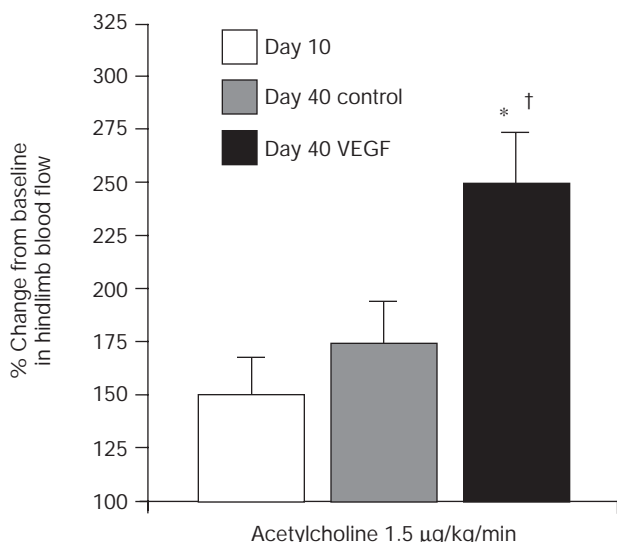 325
300
275
250
225
200
175
150
125
100
% Change from baseline
in hindlimb blood flow
Day 10
Day 40 control
Day 40 VEGF
* †
Acetylcholine 1.5 μg/kg/min